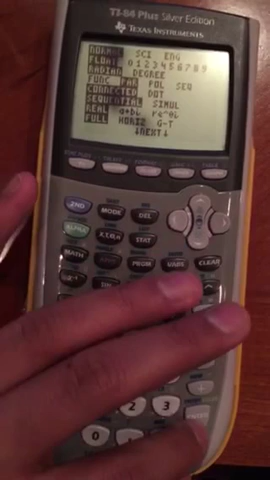 TI-84 Plus Silver Edition
TEXAS INSTRUMENTS
NORMAL SCI ENG
FLOAT 0123456789
RADIAN DEGREE
FUNC PAR POL SEQ
CONNECTED DOT
SEQUENTIAL SIMUL
REAL a+bi re^θi
FULL HORIZ G-T
↓NEXT↓
2ND MODE DEL
ALPHA X,T,θ,n STAT
MATH PRGM VARS CLEAR
SIN
2 3
0